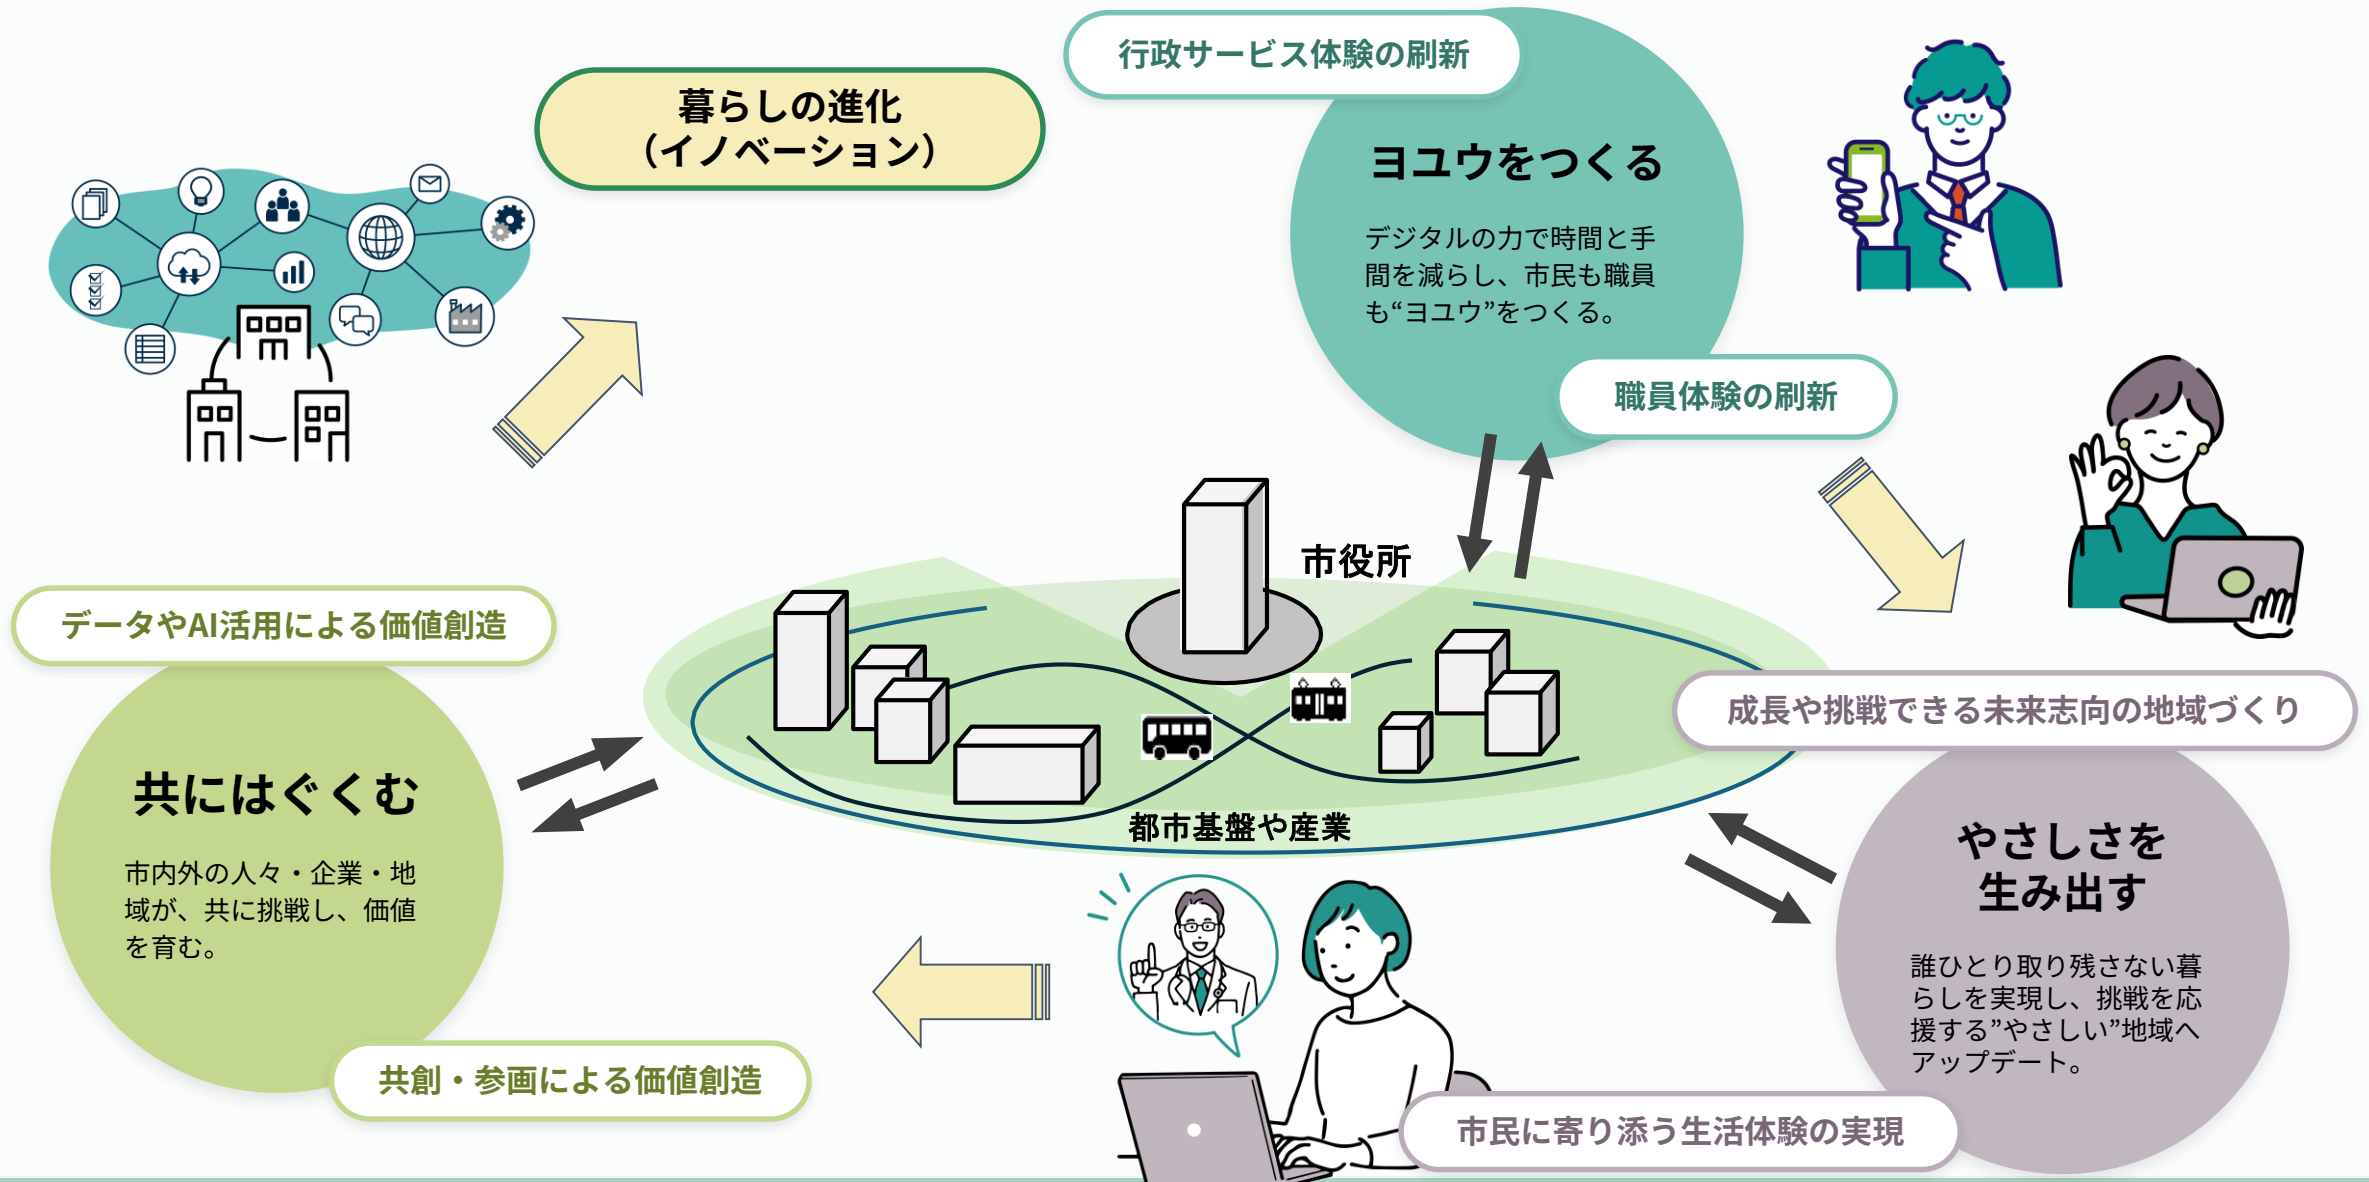 暮らしの進化
（イノベーション）
行政サービス体験の刷新
ヨユウをつくる
デジタルの力で時間と手
間を減らし、市民も職員
も“ヨユウ”をつくる。
職員体験の刷新
市役所
都市基盤や産業
データやAI活用による価値創造
共にはぐくむ
市内外の人々・企業・地
域が、共に挑戦し、価値
を育む。
共創・参画による価値創造
成長や挑戦できる未来志向の地域づくり
やさしさを
生み出す
誰ひとり取り残さない暮
らしを実現し、挑戦を応
援する”やさしい”地域へ
アップデート。
市民に寄り添う生活体験の実現